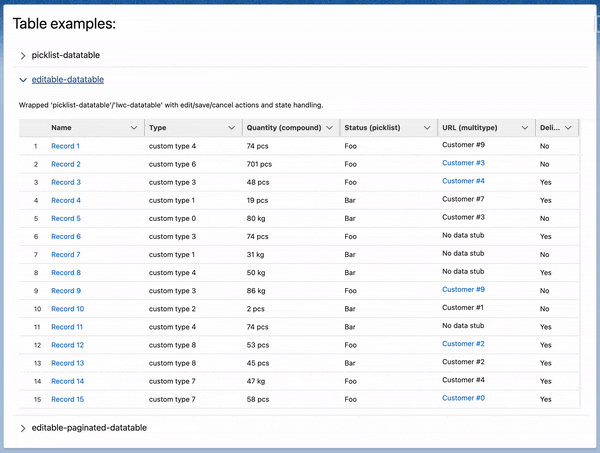 Table examples:
picklist-datatable
editable-datatable
Wrapped 'picklist-datatable'/'lwc-datatable' with edit/save/cancel actions and state handling.
Name Type Quantity (compound) Status (picklist) URL (multitype) Deli...
1 Record 1 custom type 4 74 pcs Foo Customer #9 No
2 Record 2 custom type 6 701 pcs Foo Customer #3 No
3 Record 3 custom type 3 48 pcs Foo Customer #4 Yes
4 Record 4 custom type 1 19 pcs Bar Customer #7 Yes
5 Record 5 custom type 0 80 kg Bar Customer #3 No
6 Record 6 custom type 3 74 pcs Foo No data stub Yes
7 Record 7 custom type 1 31 kg Bar No data stub No
8 Record 8 custom type 4 50 kg Bar No data stub Yes
9 Record 9 custom type 3 86 kg Foo Customer #9 No
10 Record 10 custom type 2 2 pcs Bar Customer #1 No
11 Record 11 custom type 4 74 pcs Bar No data stub Yes
12 Record 12 custom type 8 53 pcs Foo Customer #2 Yes
13 Record 13 custom type 8 45 pcs Bar Customer #2 Yes
14 Record 14 custom type 7 47 kg Foo Customer #4 Yes
15 Record 15 custom type 7 58 pcs Foo Customer #0 Yes
editable-paginated-datatable